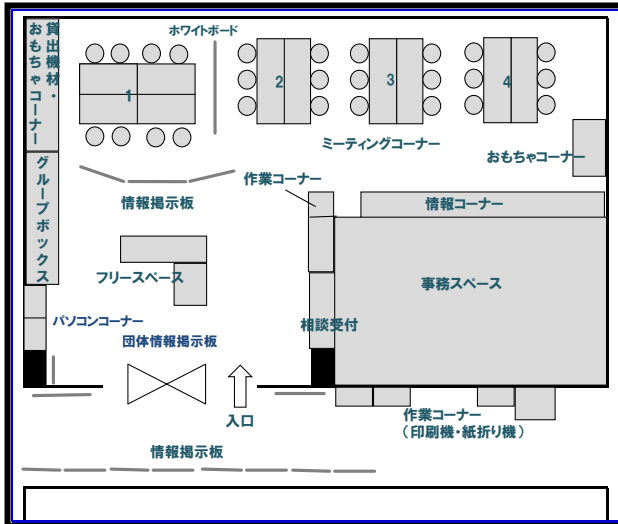 貸出機材・
おもちゃコーナー
ホワイトボード
1
2
3
4
ミーティングコーナー
おもちゃコーナー
グループボックス
作業コーナー
情報掲示板
情報コーナー
フリースペース
事務スペース
パソコンコーナー
相談受付
団体情報掲示板
入口
作業コーナー
（印刷機・紙折り機）
情報掲示板